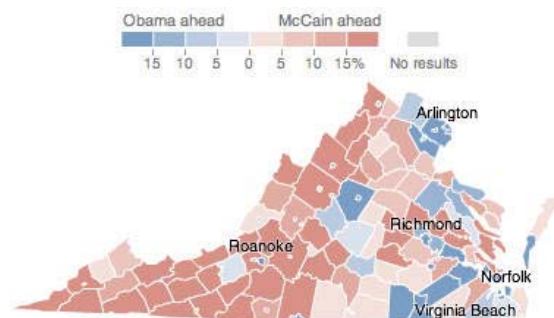 Obama ahead McCain ahead
15 10 5 0 5 10 15%
No results
Arlington
Richmond
Roanoke
Norfolk
Virginia Beach